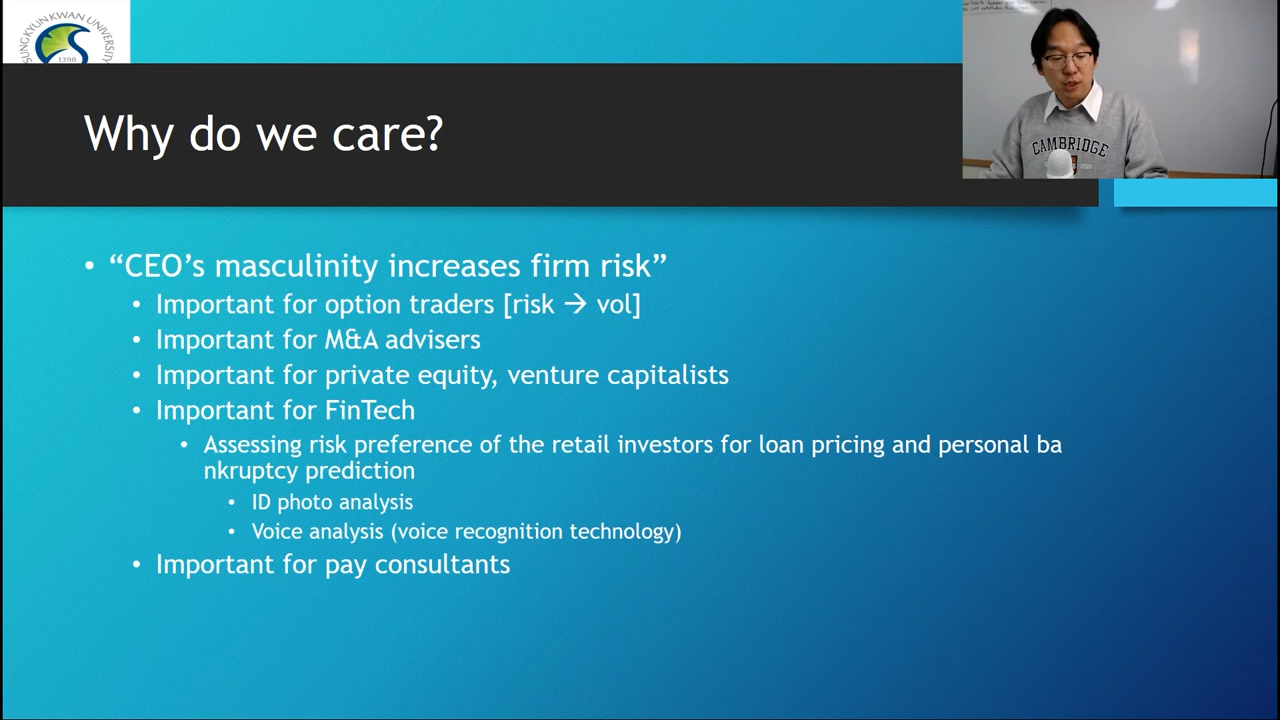 SUNGKYUNKWAN UNIVERSITY
1398
Why do we care?
CAMBRIDGE
• “CEO’s masculinity increases firm risk”
• Important for option traders [risk → vol]
• Important for M&A advisers
• Important for private equity, venture capitalists
• Important for FinTech
• Assessing risk preference of the retail investors for loan pricing and personal ba
nkruptcy prediction
• ID photo analysis
• Voice analysis (voice recognition technology)
• Important for pay consultants